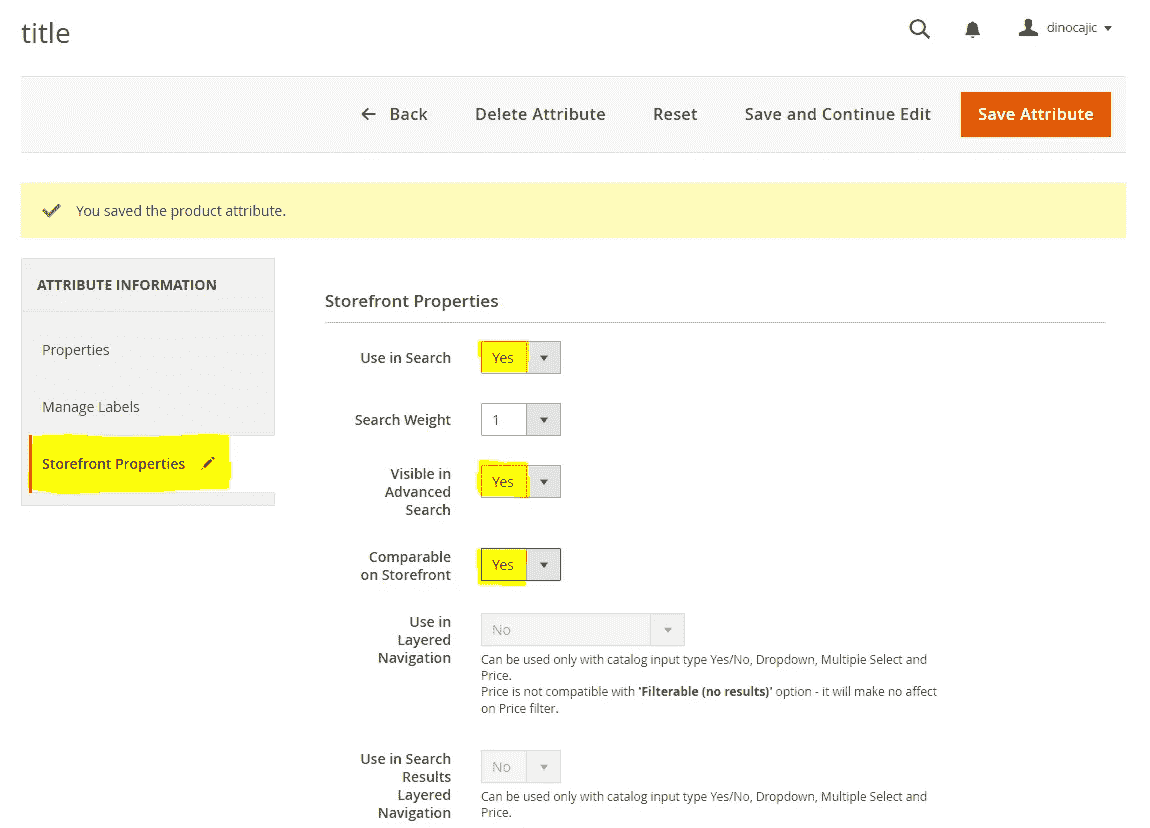 title
dinocajic
Back
Delete Attribute
Reset
Save and Continue Edit
Save Attribute
You saved the product attribute.
ATTRIBUTE INFORMATION
Properties
Manage Labels
Storefront Properties
Storefront Properties
Use in Search
Yes
Search Weight
1
Visible in
Advanced
Search
Yes
Comparable
on Storefront
Yes
Use in
Layered
Navigation
No
Can be used only with catalog input type Yes/No, Dropdown, Multiple Select and
Price.
Price is not compatible with 'Filterable (no results)' option - it will make no affect
on Price filter.
Use in Search
Results
Layered
Navigation
No
Can be used only with catalog input type Yes/No, Dropdown, Multiple Select and
Price.